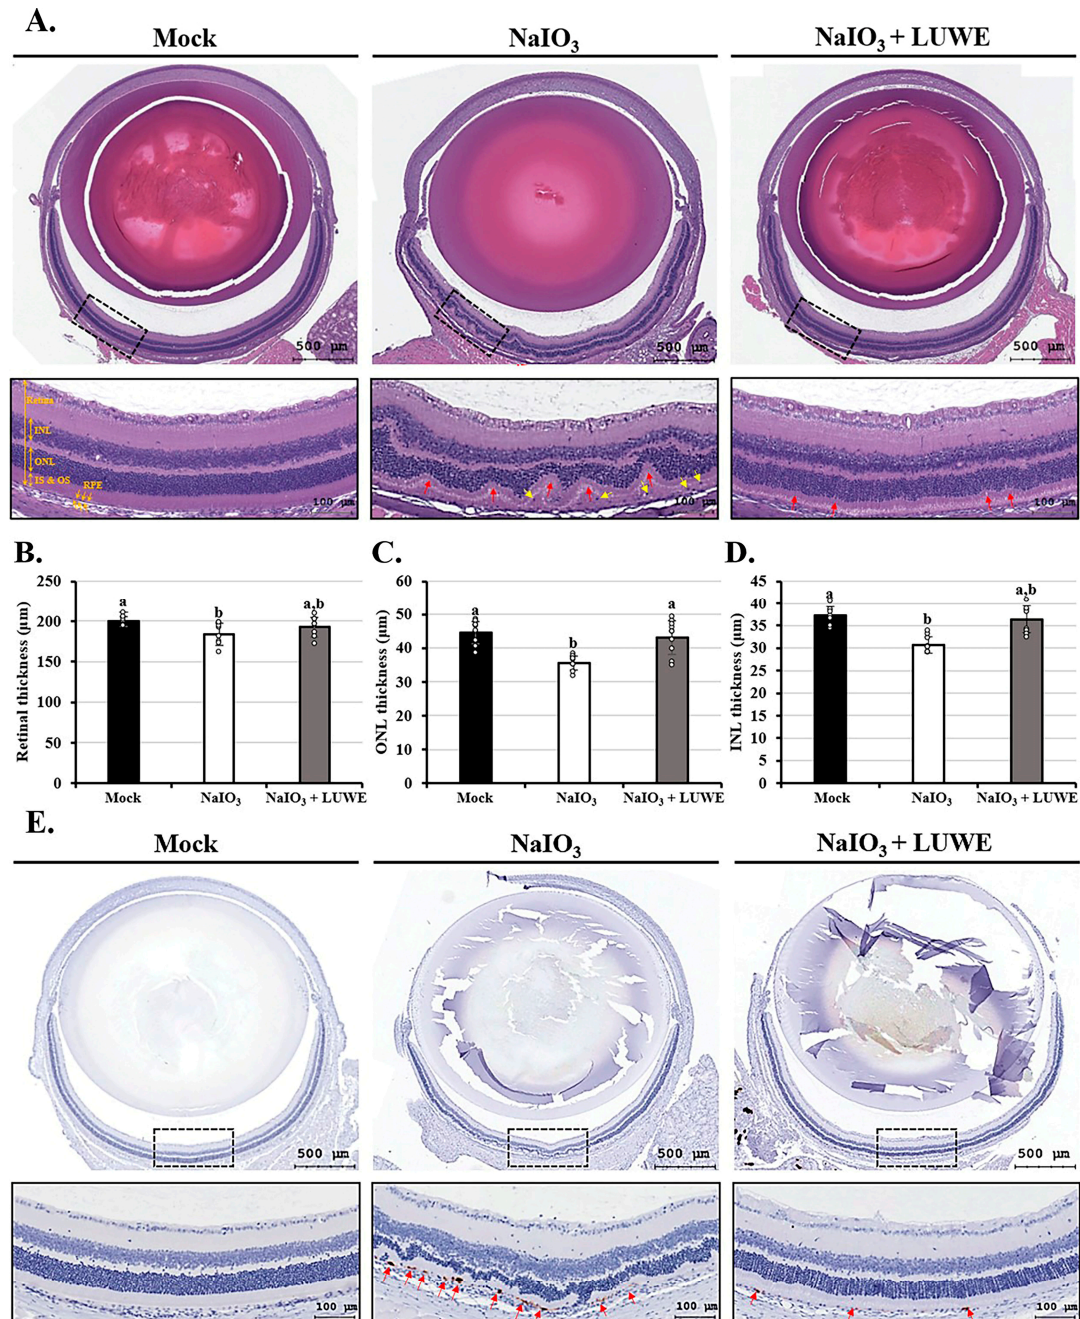 A.
Mock
NaIO₃
NaIO₃ + LUWE
500 µm
500 µm
500 µm
Retina
INL
ONL
IS & OS
RPE
100 µm
100 µm
100 µm
B.
Retinal thickness (µm)
250
200
150
100
50
0
a
b
a,b
Mock
NaIO₃
NaIO₃ + LUWE
C.
ONL thickness (µm)
60
50
40
30
20
10
0
a
b
a
Mock
NaIO₃
NaIO₃ + LUWE
D.
INL thickness (µm)
45
40
35
30
25
20
15
10
5
0
a
b
a,b
Mock
NaIO₃
NaIO₃ + LUWE
E.
Mock
NaIO₃
NaIO₃ + LUWE
500 µm
500 µm
500 µm
100 µm
100 µm
100 µm